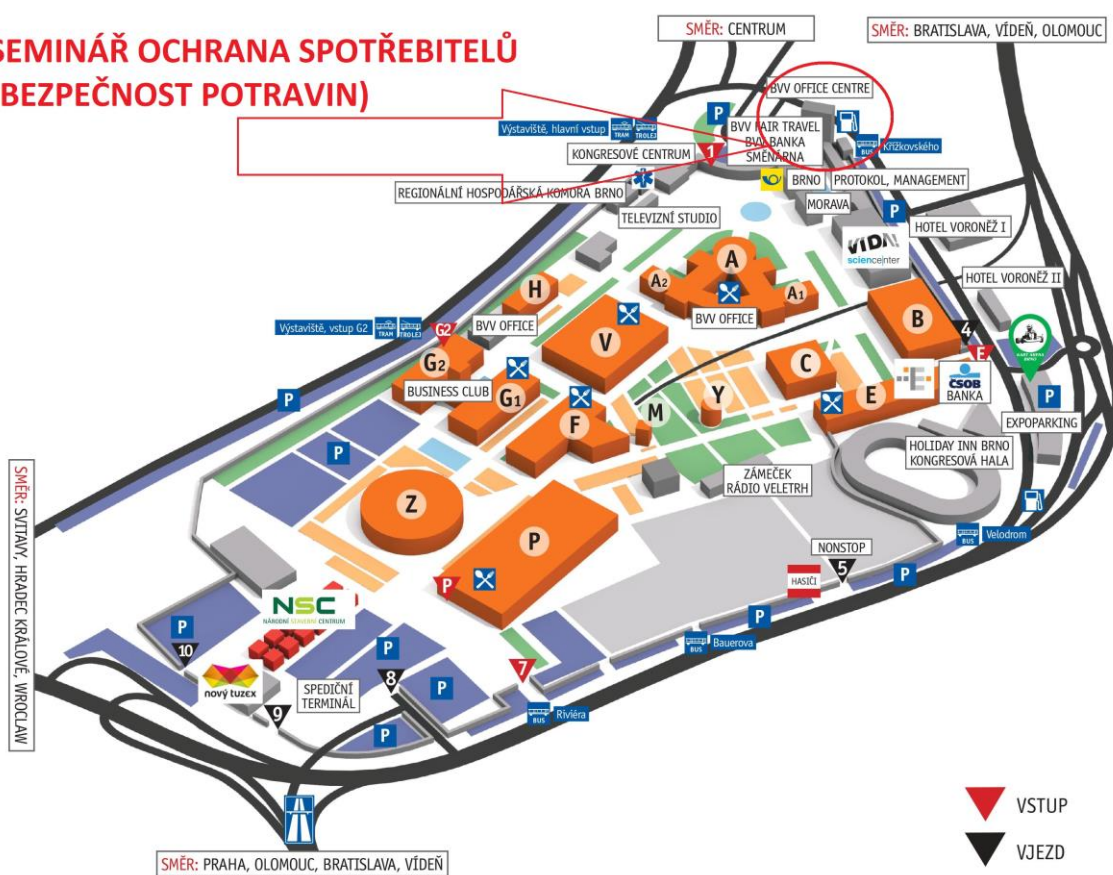 SEMINÁŘ OCHRANA SPOTŘEBITELŮ
BEZPEČNOST POTRAVIN)
SMĚR: CENTRUM
SMĚR: BRATISLAVA, VÍDEŇ, OLOMOUC
BVV OFFICE CENTRE
P
Výstaviště, hlavní vstup
TRAM
TROLEJ
BVV FAIR TRAVEL
BVV BANKA
SMĚNÁRNA
BUS
Křížkovského
KONGRESOVÉ CENTRUM
1
REGIONÁLNÍ HOSPODÁŘSKÁ KOMORA BRNO
BRNO
PROTOKOL, MANAGEMENT
MORAVA
TELEVIZNÍ STUDIO
P
HOTEL VORONĚŽ I
VIDA!
sciencenter
HOTEL VORONĚŽ II
A
A2
A1
H
BVV OFFICE
BVV OFFICE
V
B
4
E
Výstaviště, vstup G2
TRAM
TROLEJ
G2
G2
BUSINESS CLUB
G1
C
E
ČSOB
BANKA
E
P
P
EXPOPARKING
M
Y
F
HOLIDAY INN BRNO
KONGRESOVÁ HALA
P
ZÁMEČEK
RÁDIO VELETRH
SMĚR: SVITAVY, HRADEC KRÁLOVÉ, WROCLAW
Z
P
BUS
Velodrom
NONSTOP
5
HASIČI
P
P
P
NSC
NÁRODNÍ SEMENNÉ CENTRUM
P
10
P
BUS
Bauerova
nový tuzex
SPEDIČNÍ
TERMINÁL
8
7
P
9
P
BUS
Riviéra
SMĚR: PRAHA, OLOMOUC, BRATISLAVA, VÍDEŇ
VSTUP
VJEZD